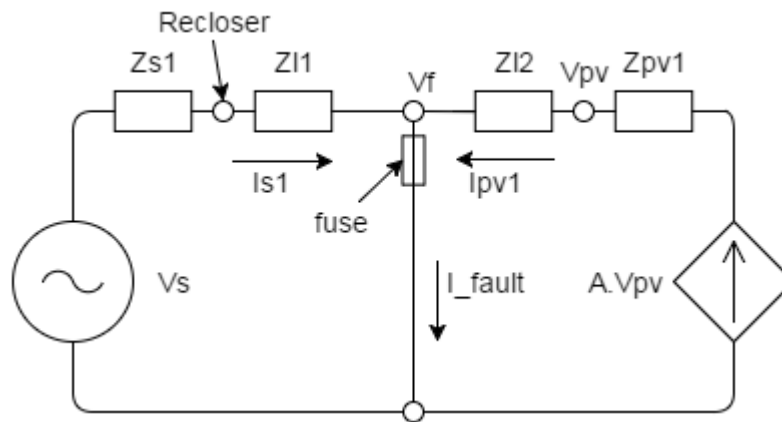 Recloser
Zs1
Zl1
Vf
Zl2
Vpv
Zpv1
Is1
Ipv1
fuse
Vs
I_fault
A.Vpv